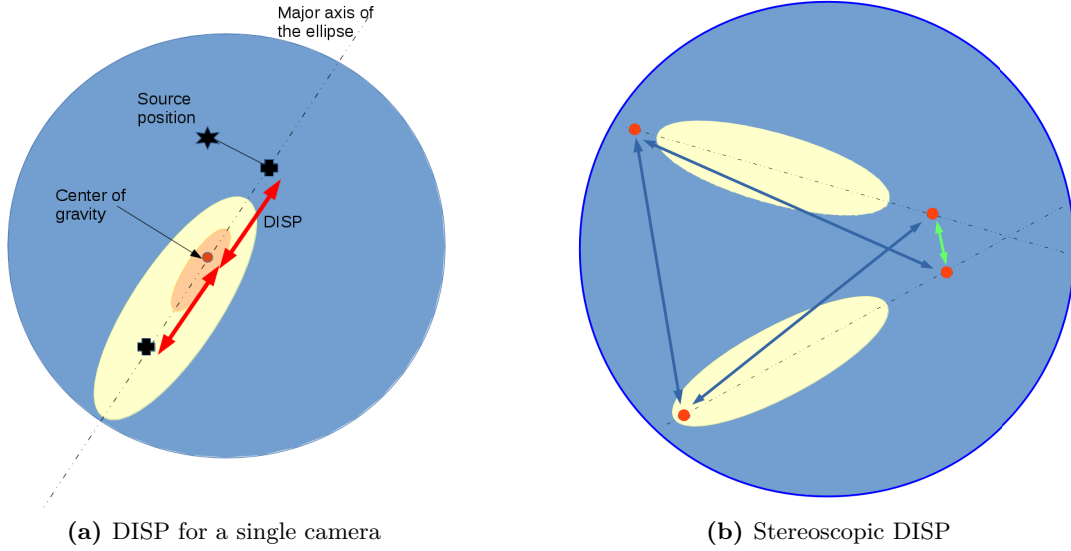 Major axis of
the ellipse
Source
position
Center of
gravity
DISP
(a) DISP for a single camera
(b) Stereoscopic DISP